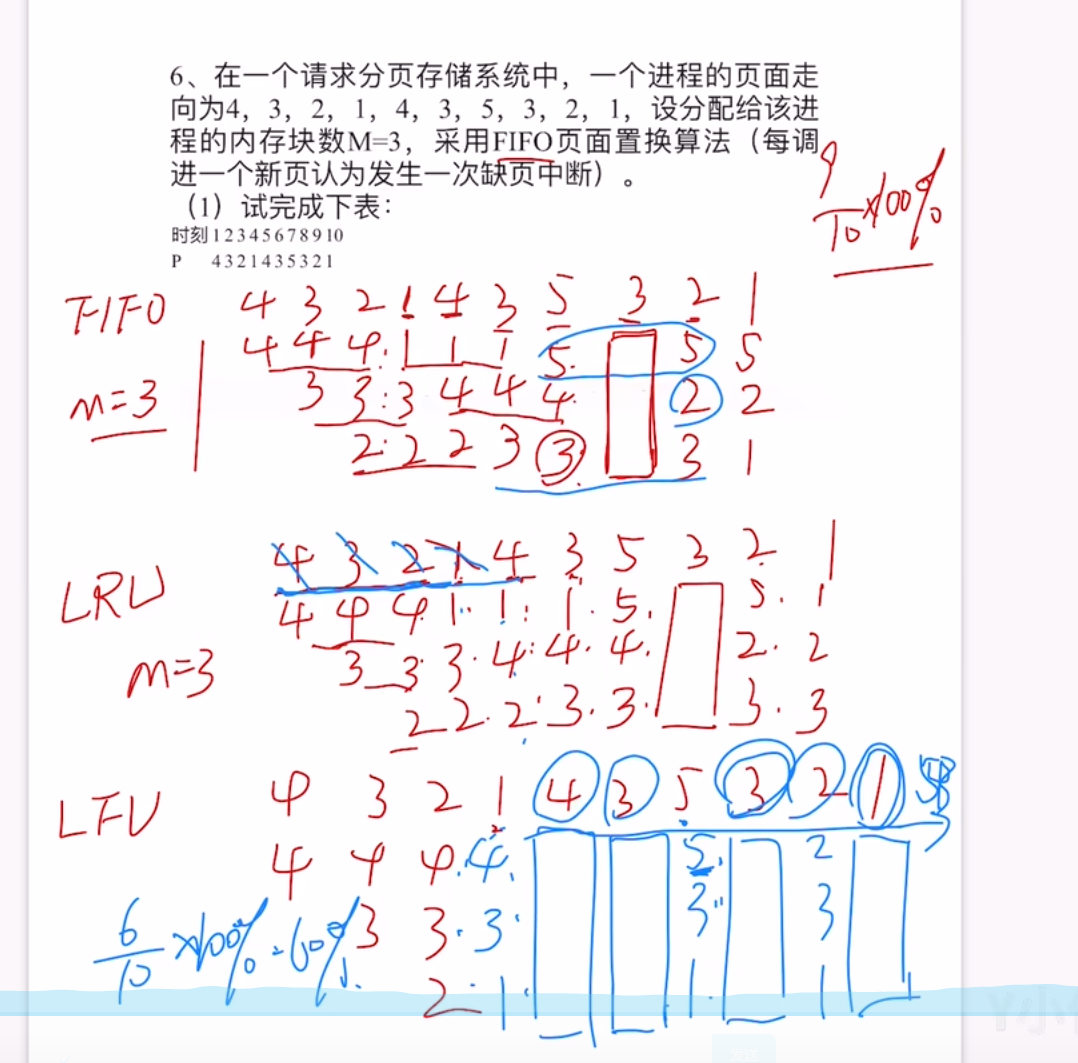 6、在一个请求分页存储系统中，一个进程的页面走
向为4，3，2，1，4，3，5，3，2，1，设分配给该进
程的内存块数M=3，采用FIFO页面置换算法（每调
进一个新页认为发生一次缺页中断）。
（1）试完成下表：
时刻 1 2 3 4 5 6 7 8 9 10
P 4 3 2 1 4 3 5 3 2 1
9/10×100%
FIFO 4 3 2 1 4 3 5 3 2 1
4 4 4 1 1 1 5 5 5
m=3 3 3 3 4 4 4 2 2
2 2 2 3 3 3 1
LRU 4 3 2 1 4 3 5 3 2 1
4 4 4 1 1 1 5 5 1
m=3 3 3 3 4 4 4 2 2
2 2 2 3 3 3 3
LFU 4 3 2 1 4 3 5 3 2 1
4 4 4 4 5 2
3 3 3 3 3
2 1 1 1
6/10×100%=60%